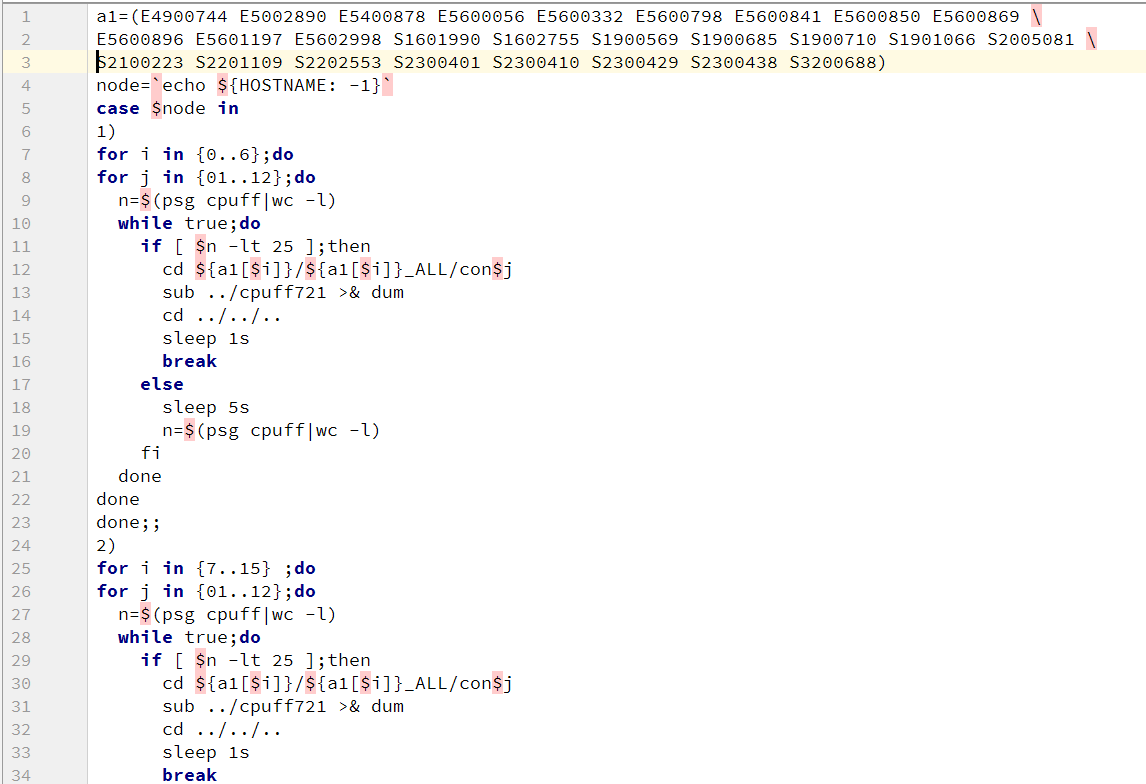 1 a1=(E4900744 E5002890 E5400878 E5600056 E5600332 E5600798 E5600841 E5600850 E5600869 \
2 E5600896 E5601197 E5602998 S1601990 S1602755 S1900569 S1900685 S1900710 S1901066 S2005081 \
3 S2100223 S2201109 S2202553 S2300401 S2300410 S2300429 S2300438 S3200688)
4 node=`echo ${HOSTNAME: -1}`
5 case $node in
6 1)
7 for i in {0..6};do
8 for j in {01..12};do
9   n=$(psg cpuff|wc -l)
10   while true;do
11     if [ $n -lt 25 ];then
12       cd ${a1[$i]}/${a1[$i]}_ALL/con$j
13       sub ../cpuff721 >& dum
14       cd ../../..
15       sleep 1s
16       break
17     else
18       sleep 5s
19       n=$(psg cpuff|wc -l)
20     fi
21   done
22 done
23 done;;
24 2)
25 for i in {7..15} ;do
26 for j in {01..12};do
27   n=$(psg cpuff|wc -l)
28   while true;do
29     if [ $n -lt 25 ];then
30       cd ${a1[$i]}/${a1[$i]}_ALL/con$j
31       sub ../cpuff721 >& dum
32       cd ../../..
33       sleep 1s
34       break